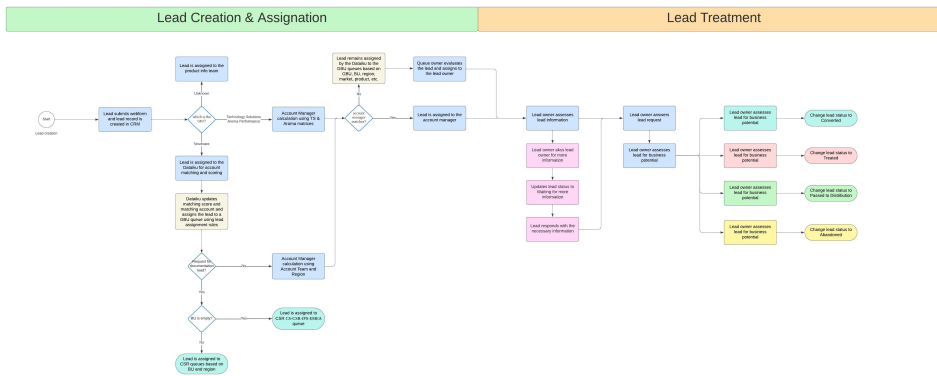 Lead Creation & Assignation
Lead Treatment
Start
Lead creation
Lead submits webform
and lead record is
created in CRM
Lead is assigned to the
product info team
Unknown
which is the
GBU?
Technology Solutions
Aroma Performance
Novecare
Account Manager
calculation using TS &
Aroma matrices
Lead remains assigned
by the Dataiku to the
GBU queues based on
GBU, BU, region,
market, product, etc.
Queue owner evaluates
the lead and assigns to
the lead owner
No
account
manager
matches?
Yes
Lead is assigned to the
account manager
Lead is assigned to the
Dataiku for account
matching and scoring
Dataiku updates
matching score and
matching account and
assigns the lead to a
GBU queue using lead
assignment rules
Request for
documentation
lead?
No
Account Manager
calculation using
Account Team and
Region
Yes
BU is empty?
Yes
Lead is assigned to
queue
No
Lead is assigned to
CSR queues based on
BU and region
Lead owner assesses
lead information
Lead owner asks lead
owner for more
information
Updates lead status to
Waiting for more
information
Lead responds with the
necessary information
Lead owner assess
lead request
Lead owner assesses
lead for business
potential
Lead owner assesses
lead for business
potential
Change lead status to
Converted
Lead owner assesses
lead for business
potential
Change lead status to
Treated
Lead owner assesses
lead for business
potential
Change lead status to
Passed to Distribution
Lead owner assesses
lead for business
potential
Change lead status to
Abandoned